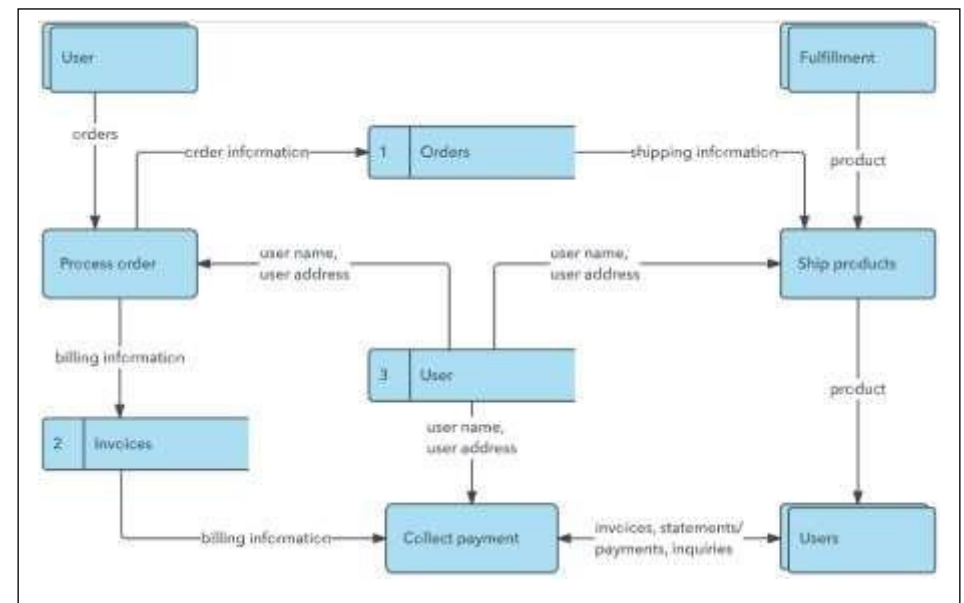 User
Fulfillment
orders
order information
1 Orders
shipping information
product
Process order
user name,
user address
user name,
user address
Ship products
billing information
3 User
product
2 Invoices
user name,
user address
billing information
Collect payment
invoices, statements/
payments, inquiries
Users